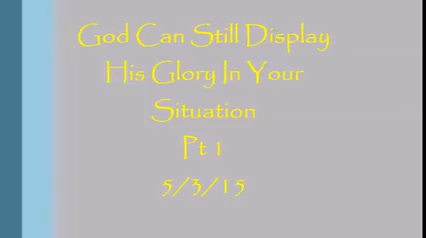 God Can Still Display
His Glory In Your
Situation
Pt 1
5/3/15